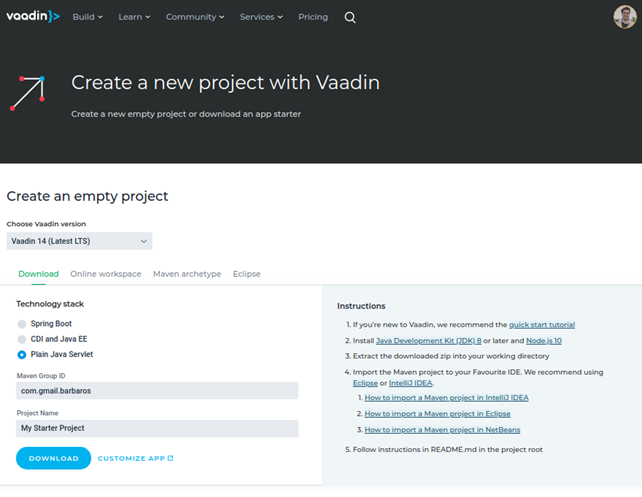 vaadin}> Build Learn Community Services Pricing
Create a new project with Vaadin
Create a new empty project or download an app starter
Create an empty project
Choose Vaadin version
Vaadin 14 (Latest LTS)
Download Online workspace Maven archetype Eclipse
Technology stack
Spring Boot
CDI and Java EE
Plain Java Servlet
Maven Group ID
com.gmail.barbaros
Project Name
My Starter Project
DOWNLOAD CUSTOMIZE APP
Instructions
1. If you're new to Vaadin, we recommend the quick start tutorial
2. Install Java Development Kit (JDK) 8 or later and Node.js 10
3. Extract the downloaded zip into your working directory
4. Import the Maven project to your Favourite IDE. We recommend using
Eclipse or IntelliJ IDEA.
1. How to import a Maven project in IntelliJ IDEA
2. How to import a Maven project in Eclipse
3. How to import a Maven project in NetBeans
5. Follow instructions in README.md in the project root